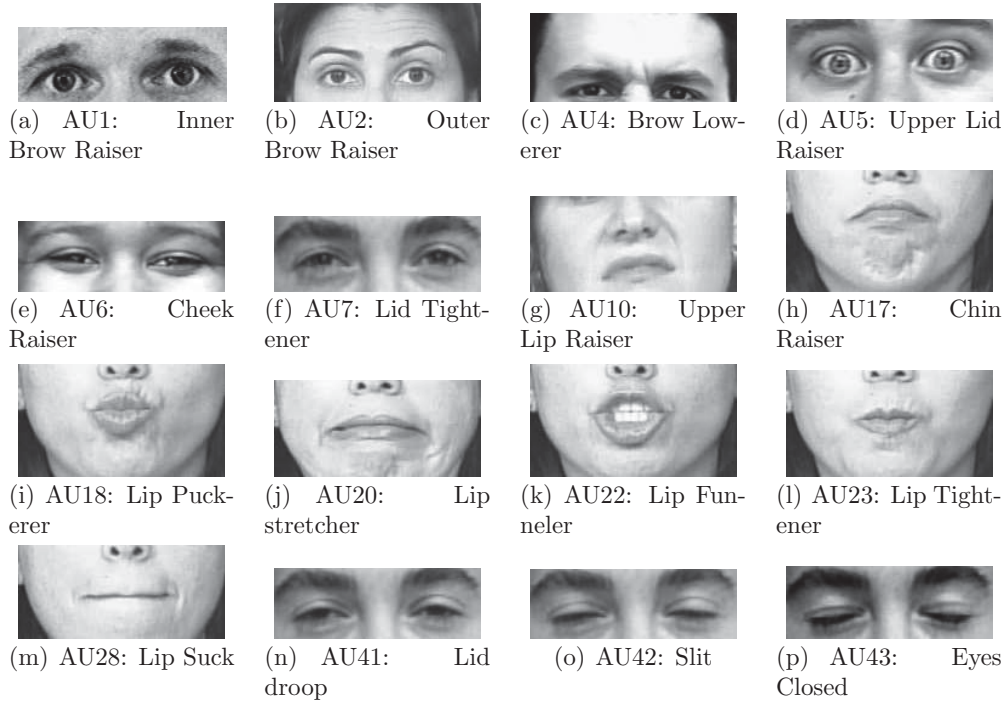 (a) AU1: Inner
Brow Raiser
(b) AU2: Outer
Brow Raiser
(c) AU4: Brow Low-
erer
(d) AU5: Upper Lid
Raiser
(e) AU6: Cheek
Raiser
(f) AU7: Lid Tight-
ener
(g) AU10: Upper
Lip Raiser
(h) AU17: Chin
Raiser
(i) AU18: Lip Puck-
erer
(j) AU20: Lip
stretcher
(k) AU22: Lip Fun-
neler
(l) AU23: Lip Tight-
ener
(m) AU28: Lip Suck
(n) AU41: Lid
droop
(o) AU42: Slit
(p) AU43: Eyes
Closed